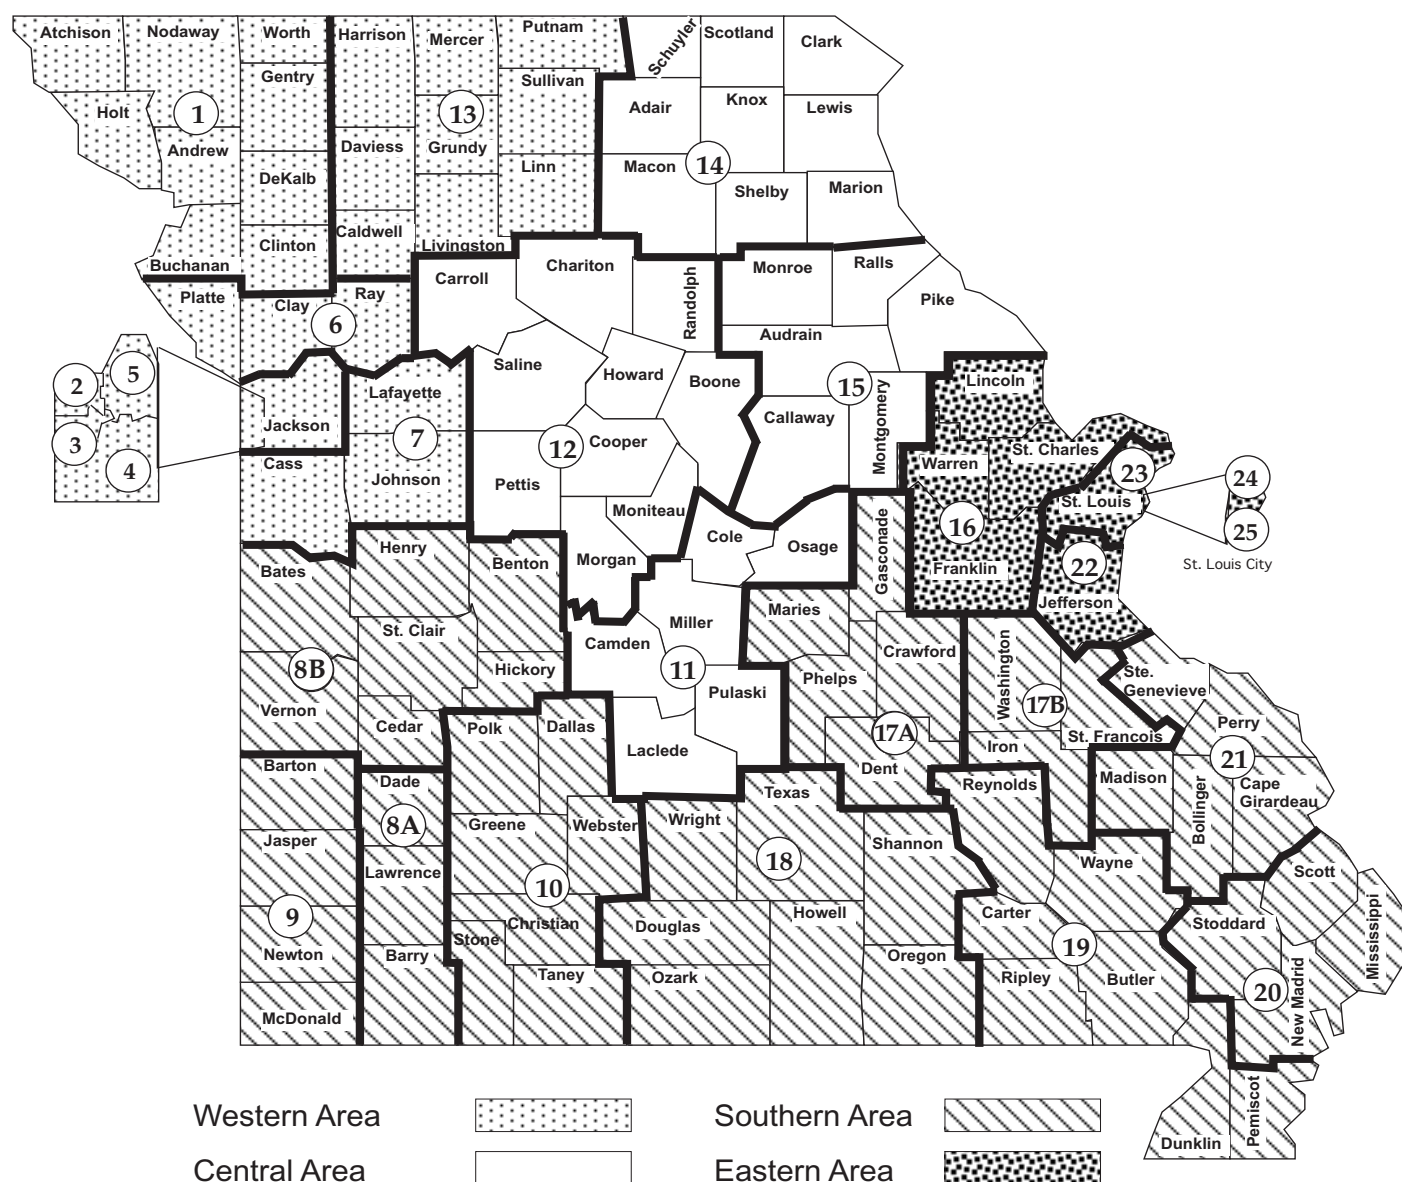 Atchison
Nodaway
Worth
Harrison
Mercer
Putnam
Schuyler
Scotland
Clark
Gentry
Sullivan
Holt
1
13
Adair
Knox
Lewis
Andrew
Daviess
Grundy
DeKalb
Linn
Macon
14
Shelby
Marion
Clinton
Caldwell
Livingston
Buchanan
Platte
Clay
Ray
6
Carroll
Chariton
Randolph
Monroe
Ralls
Pike
Audrain
2
5
3
4
Jackson
Lafayette
7
Saline
Howard
Boone
15
Lincoln
Callaway
Montgomery
Cass
Johnson
12
Cooper
Pettis
Warren
St. Charles
23
St. Louis
24
25
St. Louis City
Moniteau
16
Henry
Benton
Morgan
Cole
Osage
Gasconade
Franklin
22
Jefferson
Bates
St. Clair
Miller
Maries
Camden
Crawford
Washington
8B
Hickory
11
Phelps
Pulaski
Ste.
Genevieve
Vernon
Cedar
Polk
Dallas
17A
17B
St. Francois
Perry
Laclede
Dent
Iron
21
Barton
Dade
Texas
Reynolds
Madison
Bollinger
Cape
Girardeau
8A
Greene
Webster
Wright
Jasper
18
Shannon
Wayne
Scott
Lawrence
10
9
Christian
Douglas
Howell
Carter
Stoddard
Mississippi
Newton
Stone
Barry
Taney
Ozark
Oregon
19
Ripley
Butler
20
New Madrid
McDonald
Pemiscot
Dunklin
Western Area
Southern Area
Central Area
Eastern Area